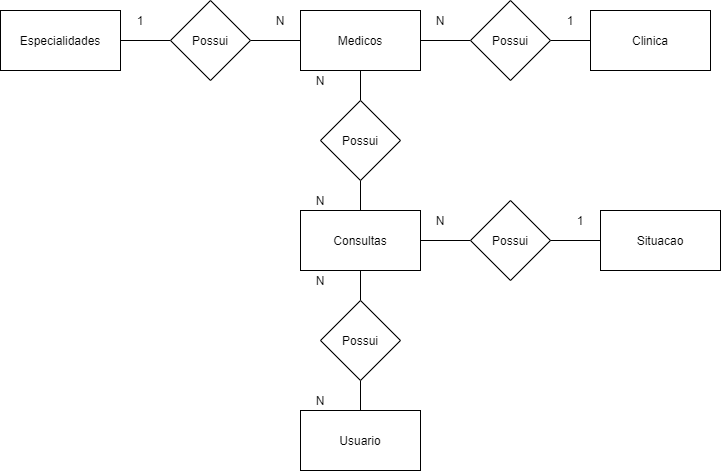 Especialidades
1
Possui
N
Medicos
N
Possui
1
Clinica
N
Possui
N
Consultas
N
Possui
1
Situacao
N
Possui
N
Usuario